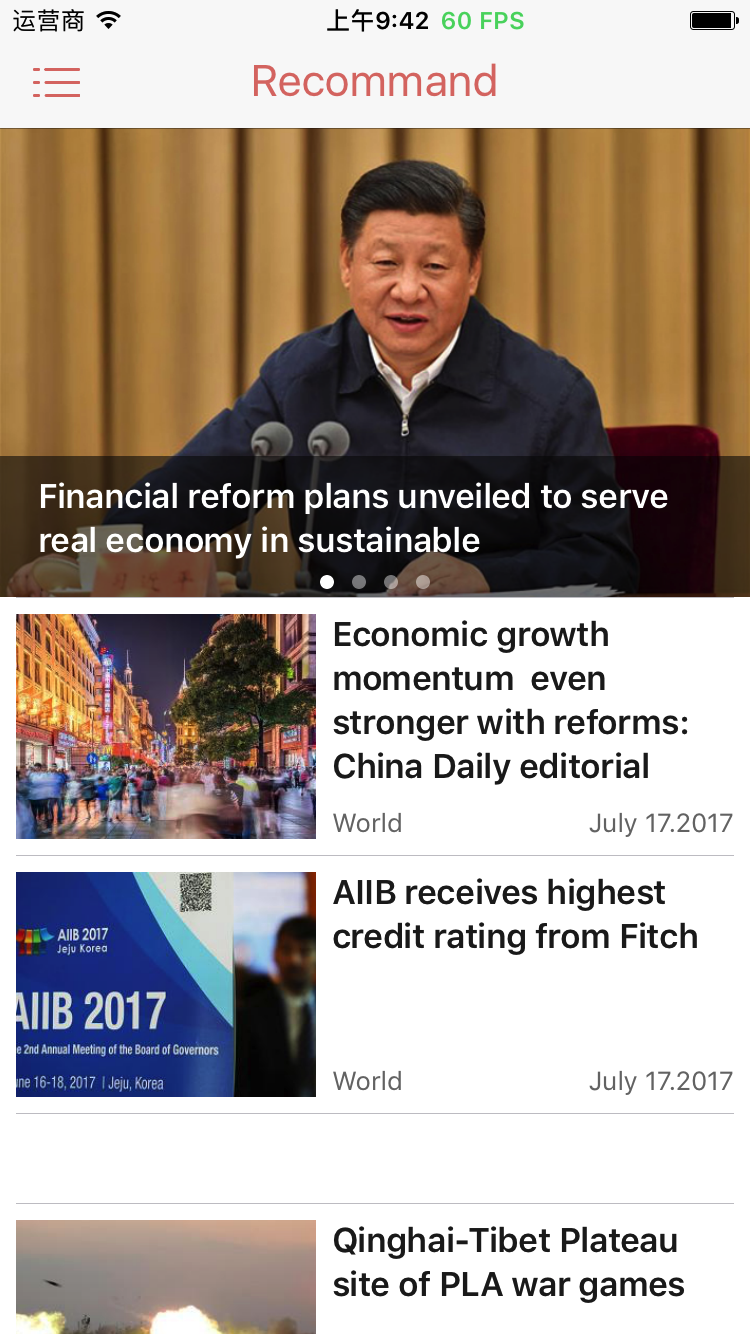 运营商 上午9:42 60 FPS
Recommand
Financial reform plans unveiled to serve
real economy in sustainable
Economic growth
momentum  even
stronger with reforms:
China Daily editorial
World July 17.2017
AIIB 2017
Jeju Korea
AIIB 2017
e 2nd Annual Meeting of the Board of Governors
une 16-18, 2017 | Jeju, Korea
AIIB receives highest
credit rating from Fitch
World July 17.2017
Qinghai-Tibet Plateau
site of PLA war games